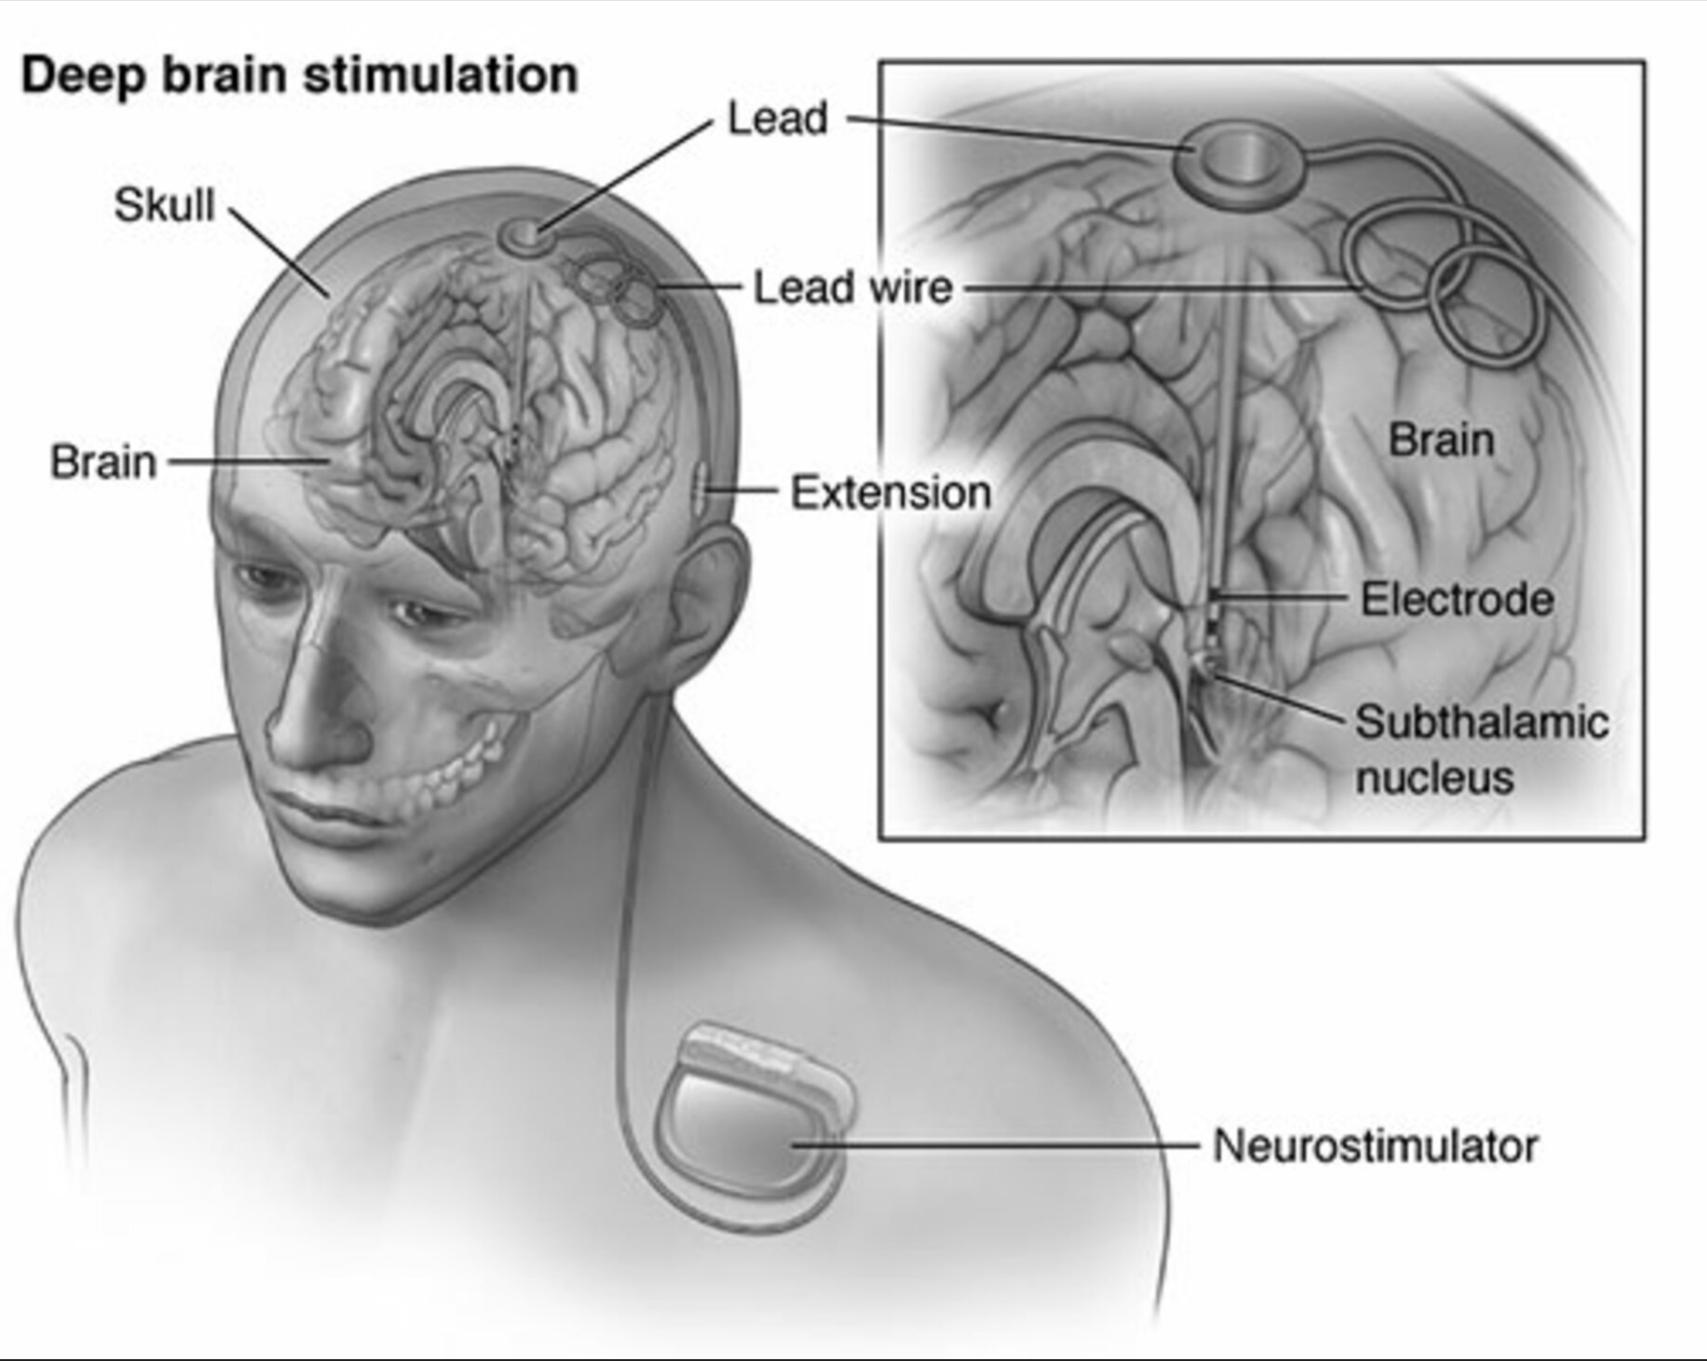 Deep brain stimulation
Lead
Skull
Lead wire
Brain
Brain
Extension
Electrode
Subthalamic
nucleus
Neurostimulator